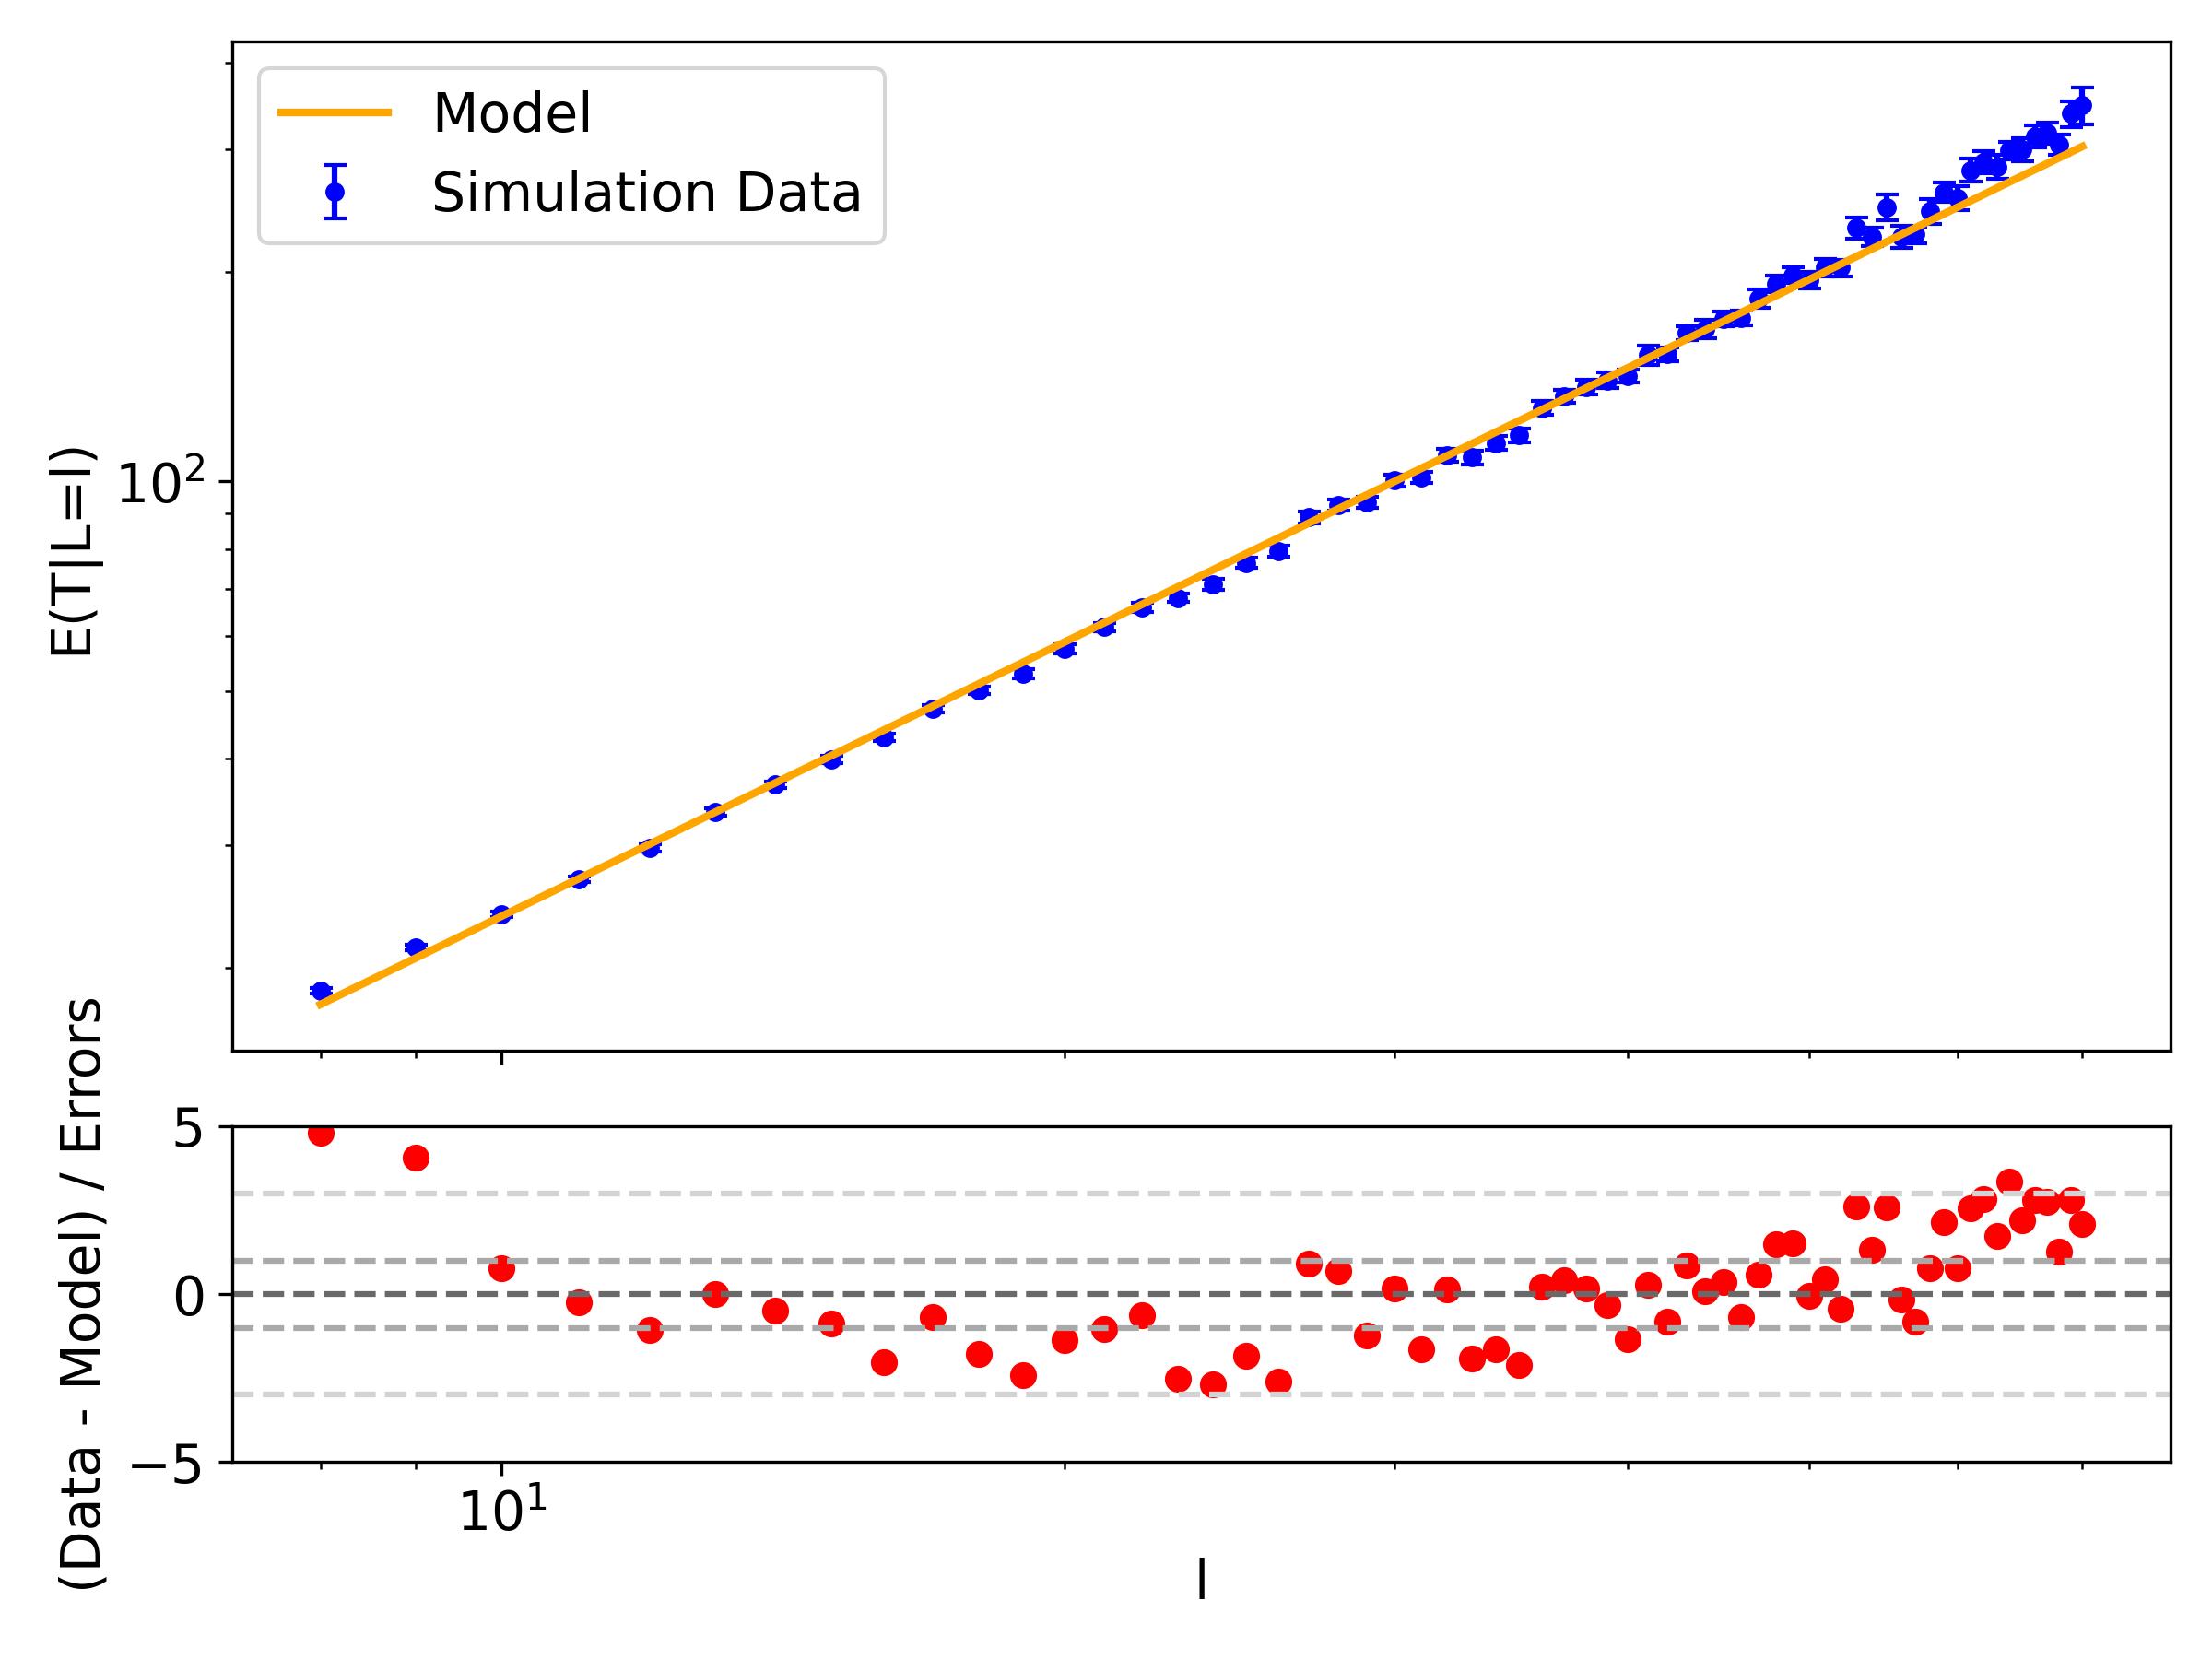 Model
Simulation Data
E(T|L=l)
10²
(Data - Model) / Errors
5
0
−5
10¹
l